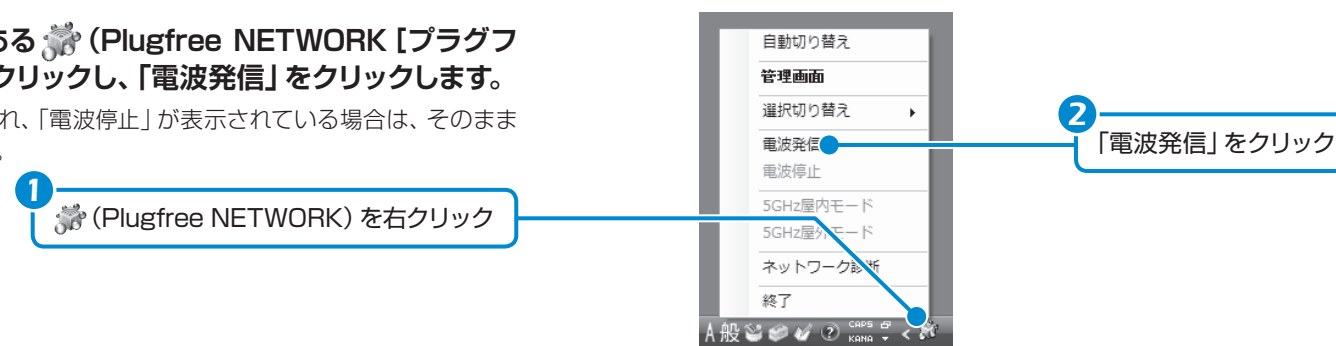 ある (Plugfree NETWORK［プラグフ
クリックし、「電波発信」をクリックします。
れ、「電波停止」が表示されている場合は、そのまま
。
1
(Plugfree NETWORK) を右クリック
自動切り替え
管理画面
選択切り替え
電波発信
電波停止
5GHz屋内モード
5GHz屋外モード
ネットワーク診断
終了
A 般 CAPS KANA
2
「電波発信」をクリック